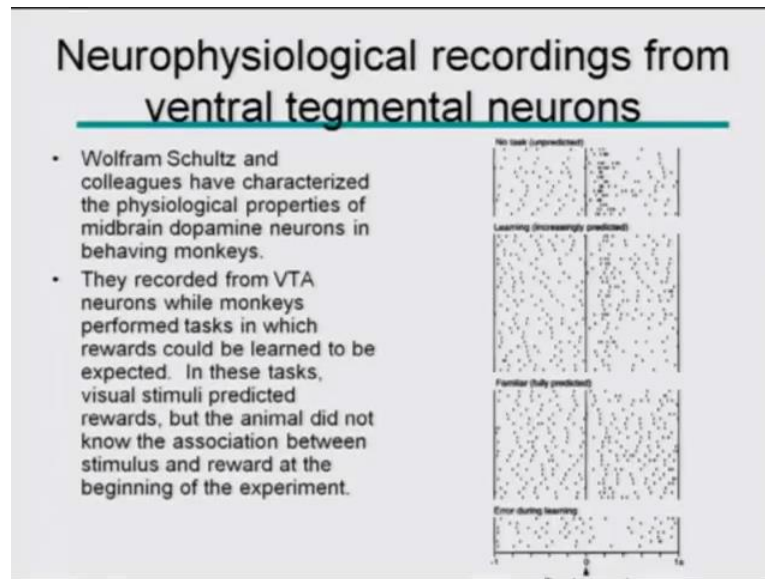 Neurophysiological recordings from
ventral tegmental neurons
• Wolfram Schultz and
colleagues have characterized
the physiological properties of
midbrain dopamine neurons in
behaving monkeys.
• They recorded from VTA
neurons while monkeys
performed tasks in which
rewards could be learned to be
expected. In these tasks,
visual stimuli predicted
rewards, but the animal did not
know the association between
stimulus and reward at the
beginning of the experiment.
No task (unpredicted)
Learning (increasingly predicted)
Familiar (fully predicted)
Error during learning
-1 0 1s